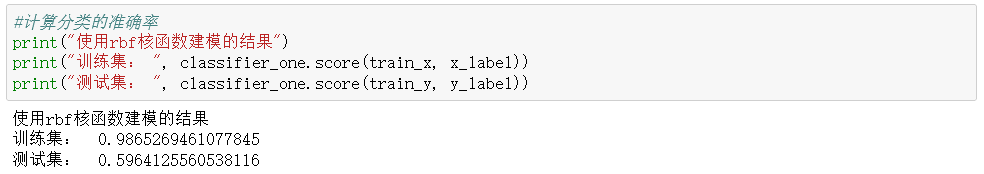 #计算分类的准确率
print("使用rbf核函数建模的结果")
print("训练集： ", classifier_one.score(train_x, x_label))
print("测试集： ", classifier_one.score(train_y, y_label))
使用rbf核函数建模的结果
训练集：  0.9865269461077845
测试集：  0.5964125560538116